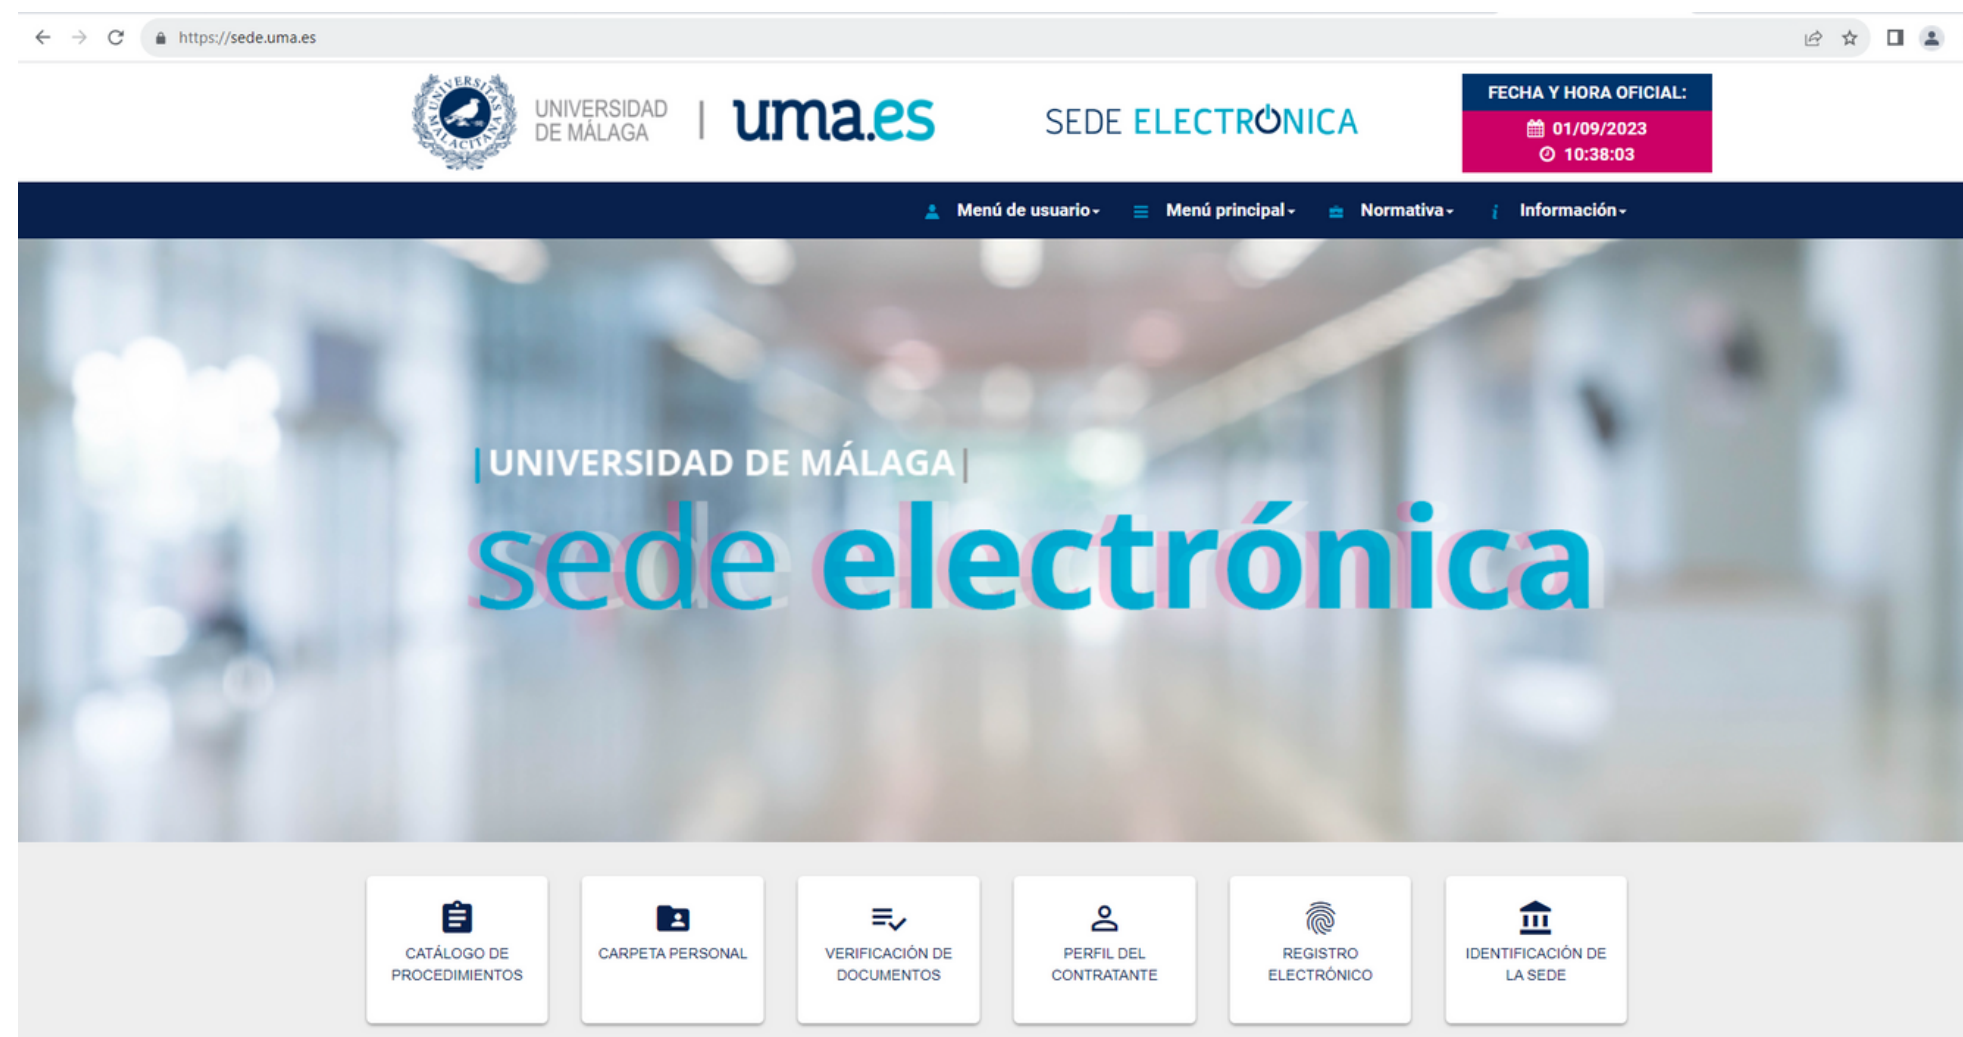 https://sede.uma.es
UNIVERSITAS MALACITANA
UNIVERSIDAD
DE MÁLAGA
uma.es
SEDE ELECTRÓNICA
FECHA Y HORA OFICIAL:
01/09/2023
10:38:03
Menú de usuario
Menú principal
Normativa
Información
|UNIVERSIDAD DE MÁLAGA|
sede electrónica
CATÁLOGO DE
PROCEDIMIENTOS
CARPETA PERSONAL
VERIFICACIÓN DE
DOCUMENTOS
PERFIL DEL
CONTRATANTE
REGISTRO
ELECTRÓNICO
IDENTIFICACIÓN DE
LA SEDE